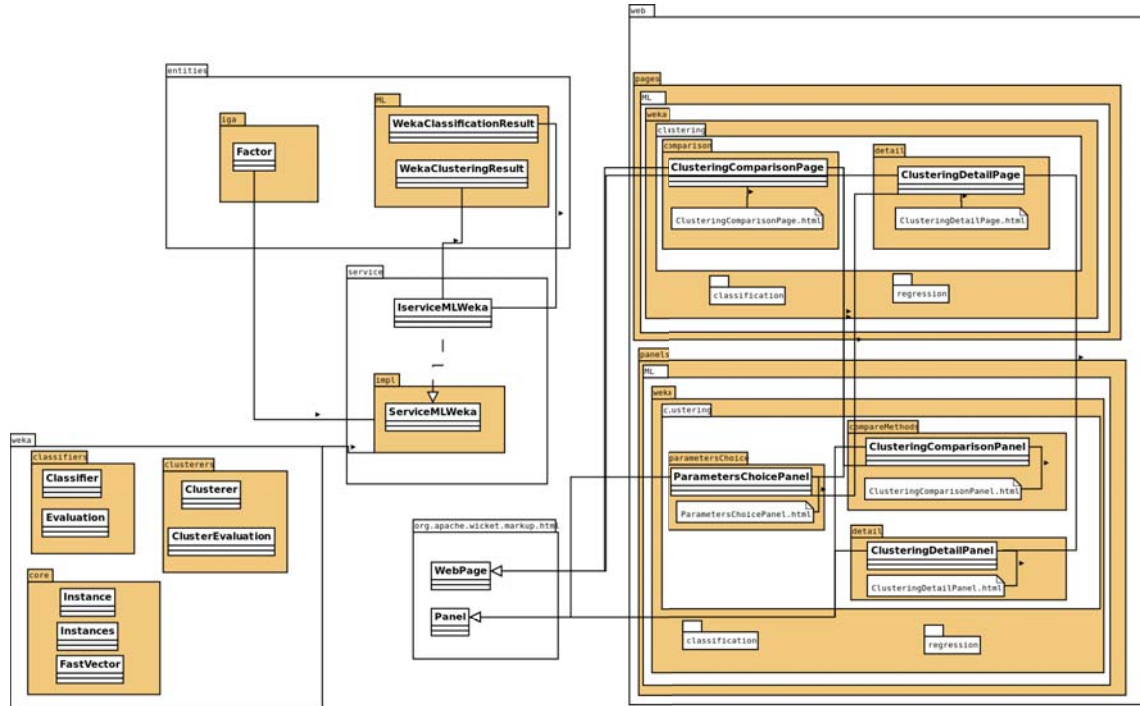 entities
iga
Factor
ML
WekaClassificationResult
WekaClusteringResult
service
IserviceMLWeka
impl
ServiceMLWeka
weka
classifiers
Classifier
Evaluation
clusterers
Clusterer
ClusterEvaluation
core
Instance
Instances
FastVector
org.apache.wicket.markup.html
WebPage
Panel
web
pages
ML
weka
clustering
comparison
ClusteringComparisonPage
ClusteringComparisonPage.html
detail
ClusteringDetailPage
ClusteringDetailPage.html
classification
regression
panels
ML
weka
clustering
parametersChoice
ParametersChoicePanel
ParametersChoicePanel.html
compareMethods
ClusteringComparisonPanel
ClusteringComparisonPanel.html
detail
ClusteringDetailPanel
ClusteringDetailPanel.html
classification
regression